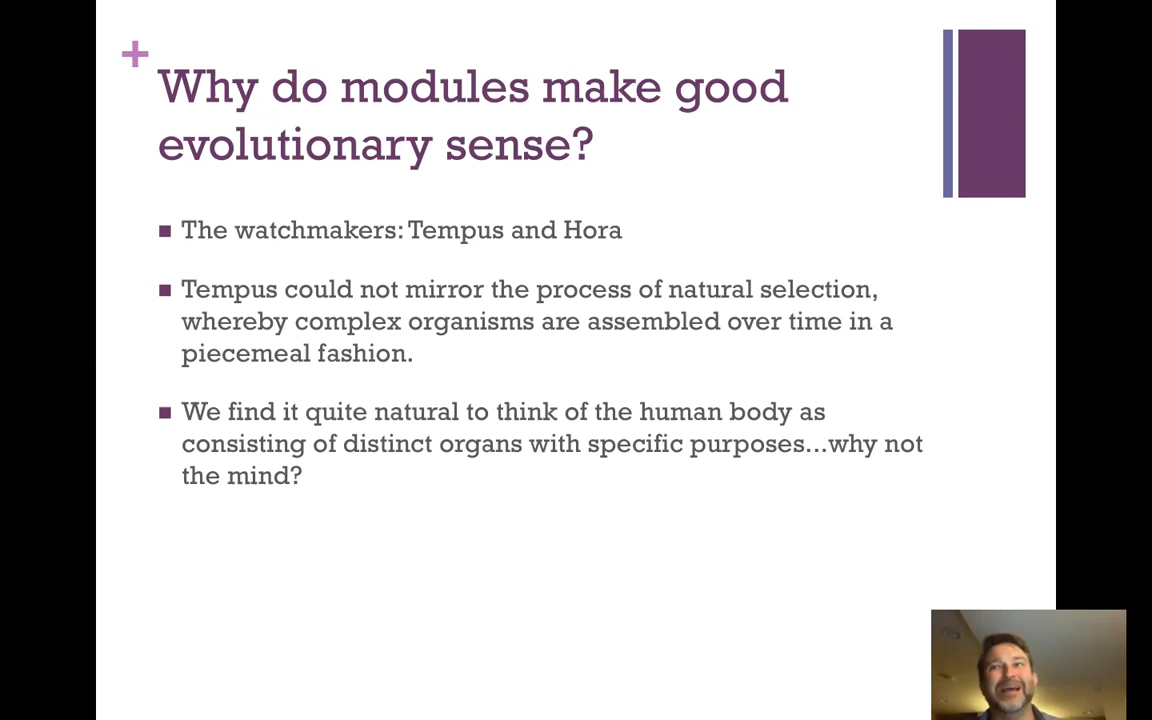 +
Why do modules make good
evolutionary sense?
■ The watchmakers: Tempus and Hora
■ Tempus could not mirror the process of natural selection,
whereby complex organisms are assembled over time in a
piecemeal fashion.
■ We find it quite natural to think of the human body as
consisting of distinct organs with specific purposes...why not
the mind?